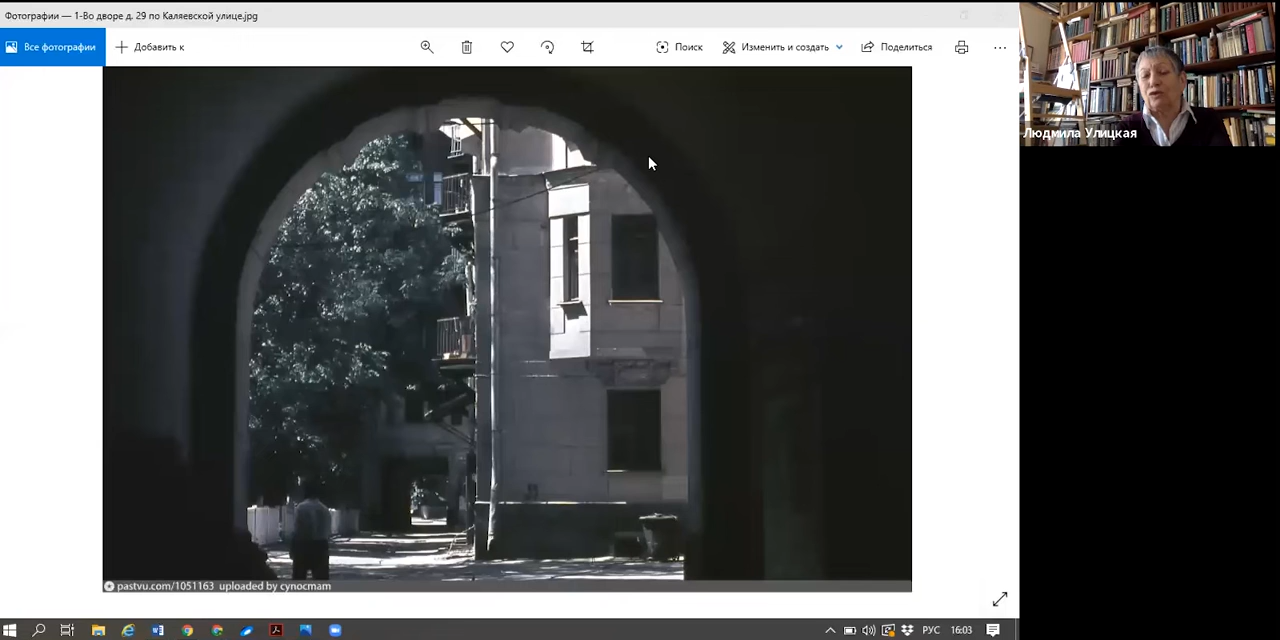 Фотографии — 1-Во дворе д. 29 по Каляевской улице.jpg
Все фотографии
Добавить к
Поиск
Изменить и создать
Поделиться
Людмила Улицкая
pastvu.com/1051163 uploaded by супостат
РУС 16:03